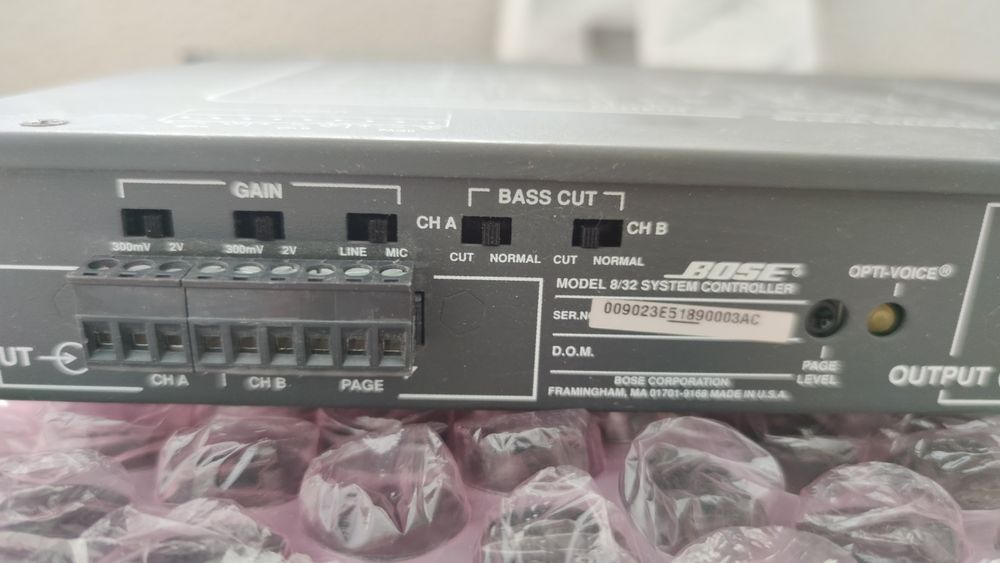 GAIN
BASS CUT
300mV 2V
300mV 2V
LINE MIC
CH A
CH B
CUT NORMAL
CUT NORMAL
BOSE®
MODEL 8/32 SYSTEM CONTROLLER
SER.N 009023E51890003AC
D.O.M.
BOSE CORPORATION
FRAMINGHAM, MA 01701-9168 MADE IN U.S.A.
OPTI-VOICE®
PAGE
LEVEL
UT
CH A
CH B
PAGE
OUTPUT